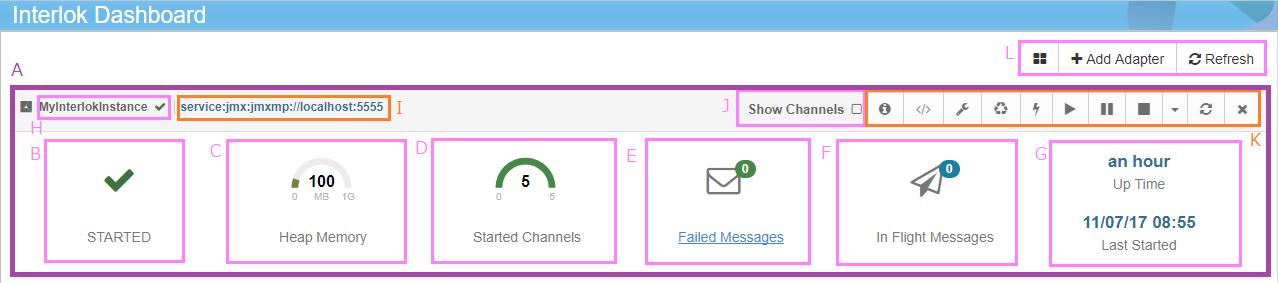 Interlok Dashboard
L
Add Adapter
Refresh
A
MyInterlokInstance
service:jmx:jmxmp://localhost:5555
I
J
Show Channels
H
K
B
C
D
E
F
G
100
0 MB 1G
5
0 5
0
0
an hour
Up Time
11/07/17 08:55
Last Started
STARTED
Heap Memory
Started Channels
Failed Messages
In Flight Messages